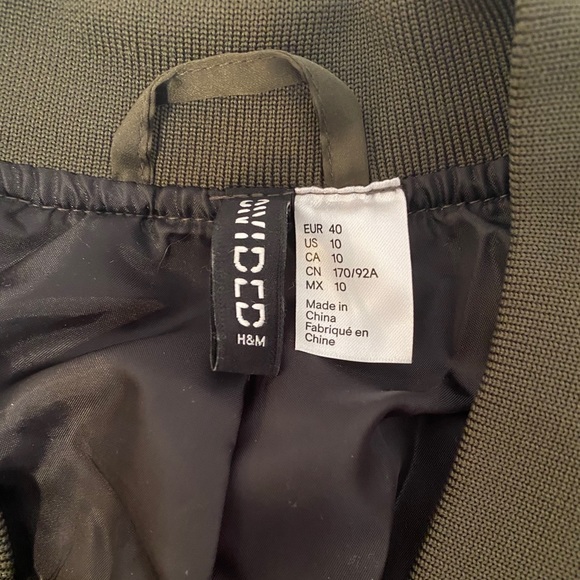 DIVIDED
H&M
EUR 40
US 10
CA 10
CN 170/92A
MX 10
Made in
China
Fabriqué en
Chine